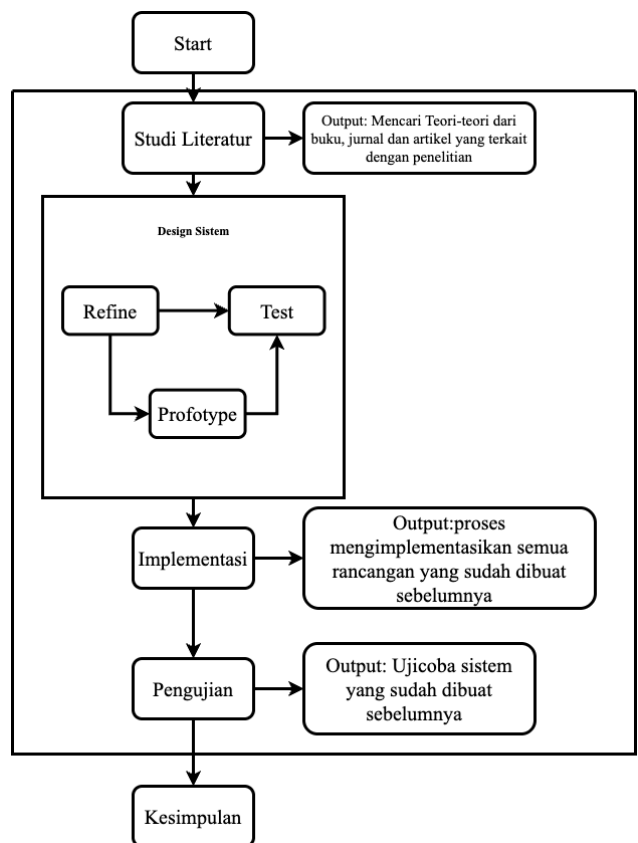 Start
Studi Literatur
Output: Mencari Teori-teori dari
buku, jurnal dan artikel yang terkait
dengan penelitian
Design Sistem
Refine
Test
Profotype
Implementasi
Output:proses
mengimplementasikan semua
rancangan yang sudah dibuat
sebelumnya
Pengujian
Output: Ujicoba sistem
yang sudah dibuat
sebelumnya
Kesimpulan